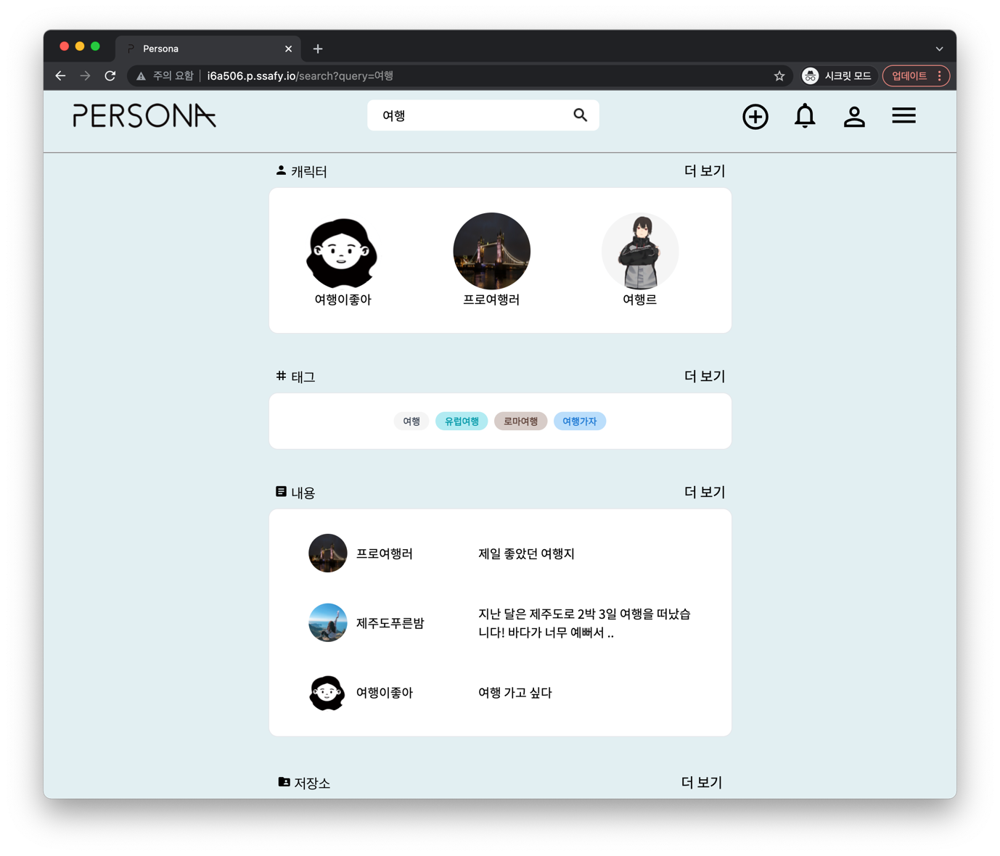 Persona
주의 요함
i6a506.p.ssafy.io/search?query=여행
시크릿 모드
업데이트
PERSONA
여행
캐릭터
더 보기
여행이좋아
프로여행러
여행르
태그
더 보기
여행
유럽여행
로마여행
여행가자
내용
더 보기
프로여행러
제일 좋았던 여행지
제주도푸른밤
지난 달은 제주도로 2박 3일 여행을 떠났습
니다! 바다가 너무 예뻐서 ..
여행이좋아
여행 가고 싶다
저장소
더 보기